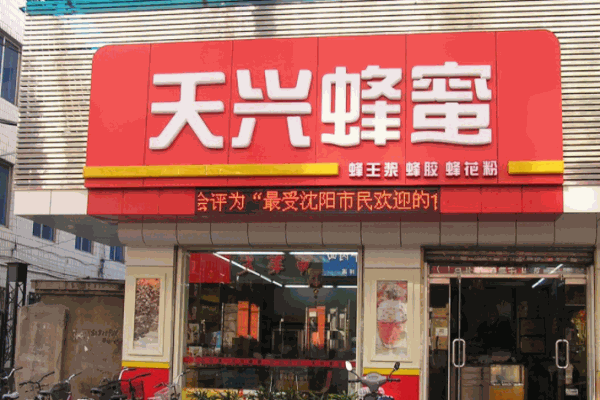 天兴蜂蜜
蜂王浆 蜂胶 蜂花粉
会评为“最受沈阳市民欢迎的